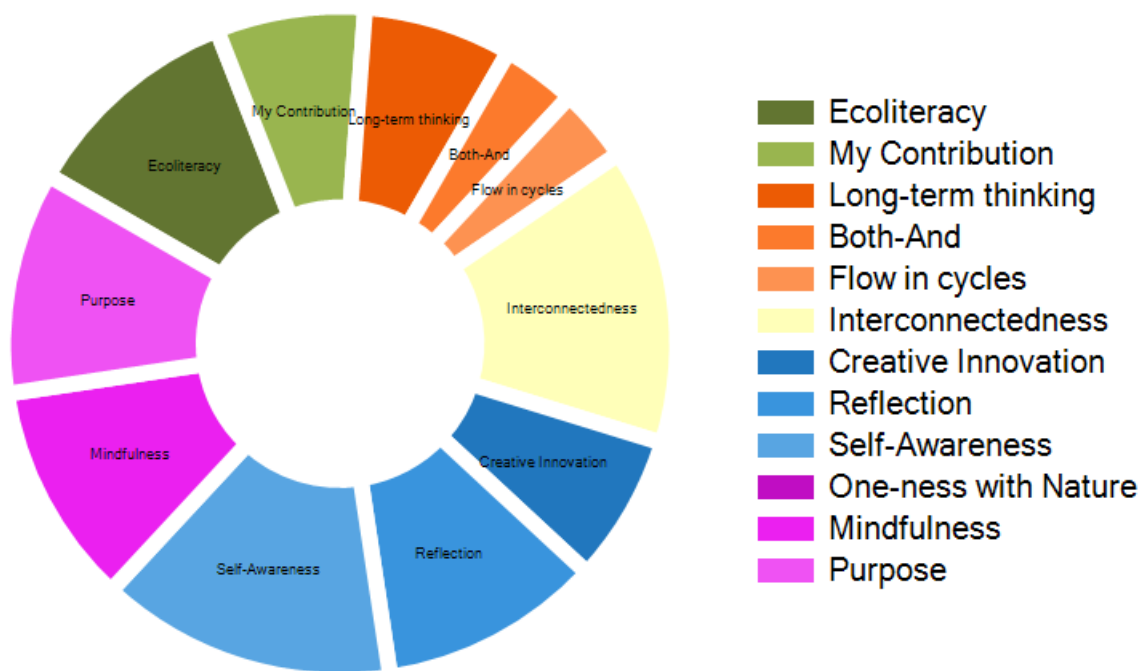 My Contribution
Long-term thinking
Both-And
Flow in cycles
Ecoliteracy
Interconnectedness
Purpose
Mindfulness
Creative Innovation
Reflection
Self-Awareness
Ecoliteracy
My Contribution
Long-term thinking
Both-And
Flow in cycles
Interconnectedness
Creative Innovation
Reflection
Self-Awareness
One-ness with Nature
Mindfulness
Purpose